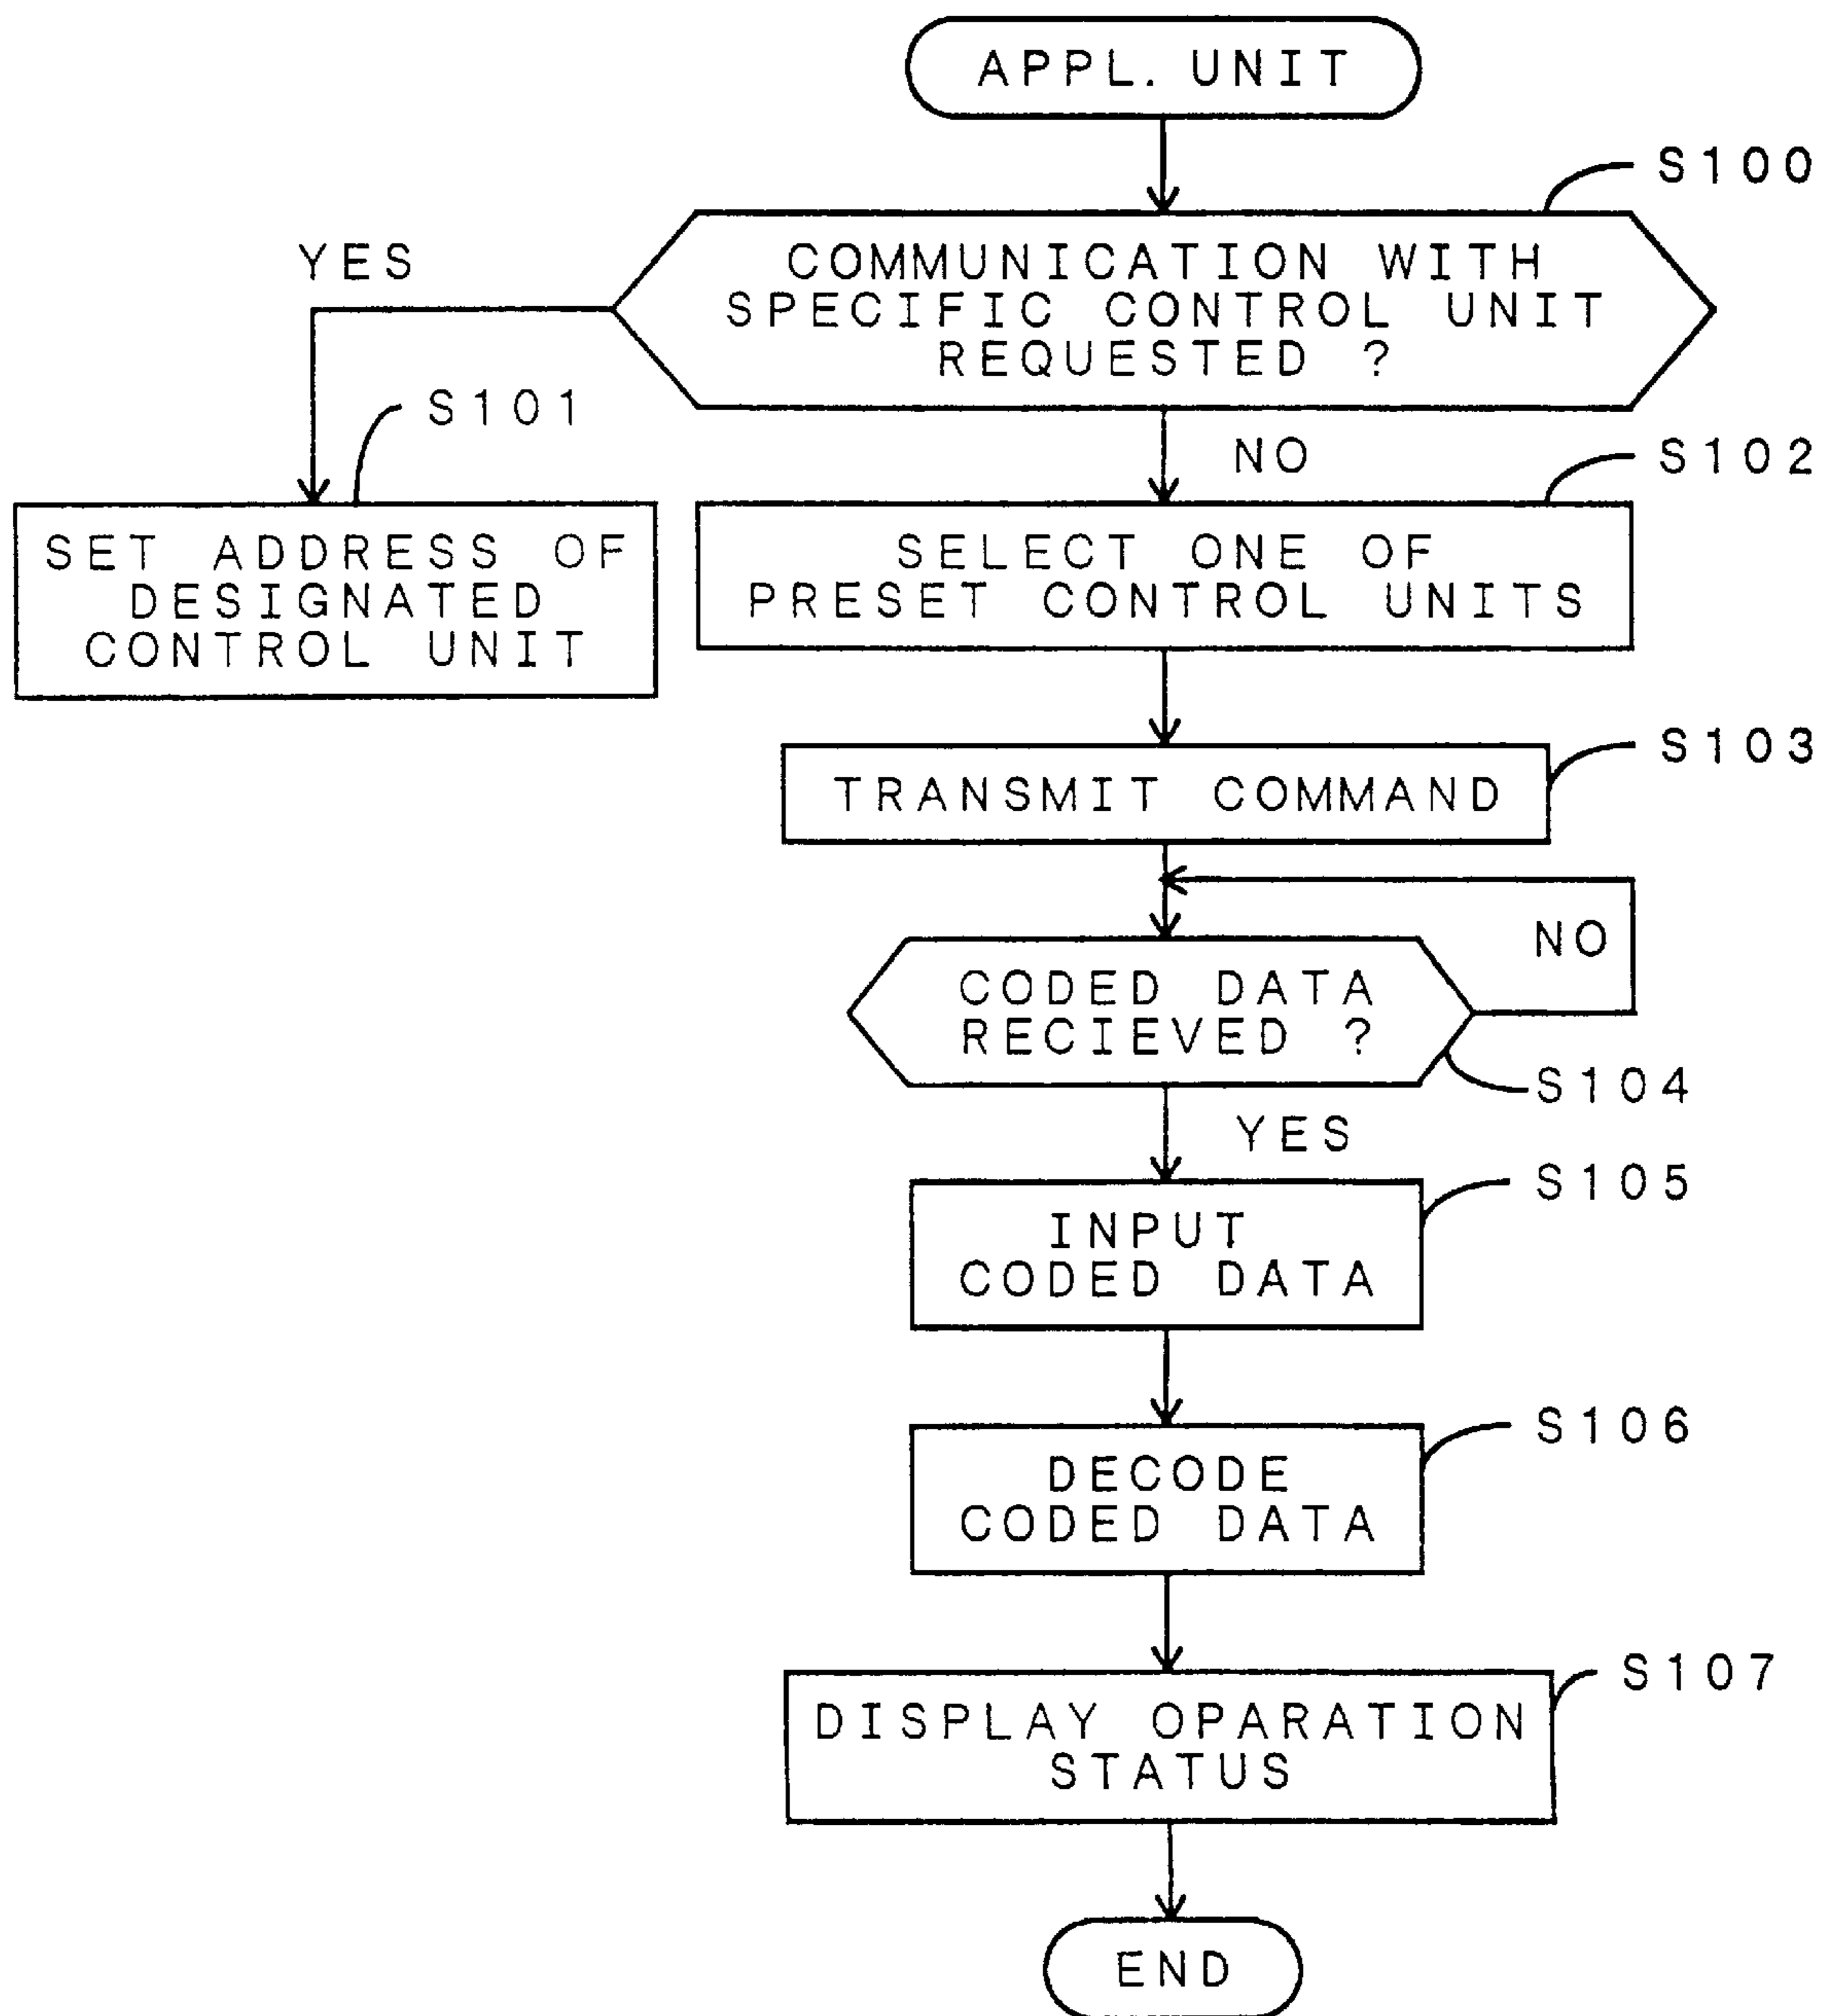 APPL. UNIT
S100
YES
COMMUNICATION WITH
SPECIFIC CONTROL UNIT
REQUESTED ?
S101
NO
S102
SET ADDRESS OF
DESIGNATED
CONTROL UNIT
SELECT ONE OF
PRESET CONTROL UNITS
S103
TRANSMIT COMMAND
NO
CODED DATA
RECIEVED ?
S104
YES
S105
INPUT
CODED DATA
S106
DECODE
CODED DATA
S107
DISPLAY OPARATION
STATUS
END